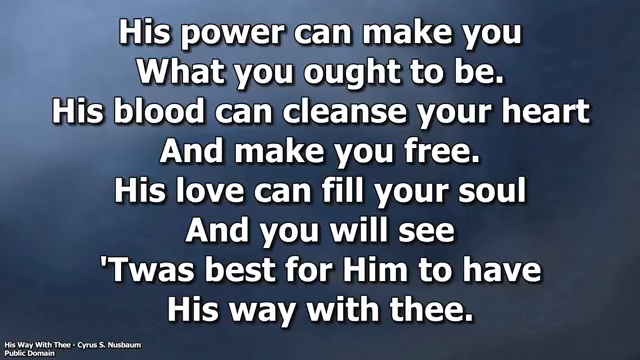 His power can make you
What you ought to be.
His blood can cleanse your heart
And make you free.
His love can fill your soul
And you will see
'Twas best for Him to have
His way with thee.
His Way With Thee - Cyrus S. Nusbaum
Public Domain